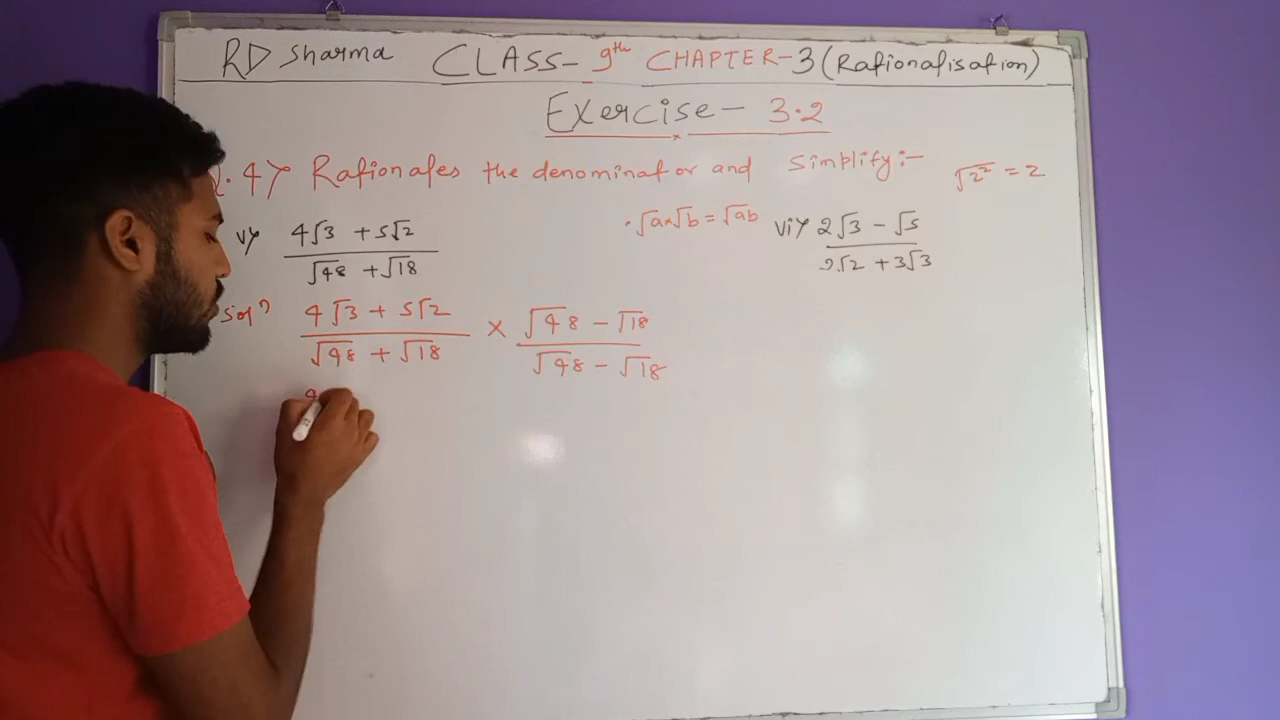 RD Sharma CLASS- 9th CHAPTER-3 (Rationalisation)
Exercise- 3.2
.4> Rationales the denominator and Simplify:- √2² = 2
v> 4√3 + 5√2 / √48 + √18
·√a×√b = √ab
vi> 2√3 - √5 / 2√2 + 3√3
Solⁿ 4√3 + 5√2 / √48 + √18 × √48 - √18 / √48 - √18
4